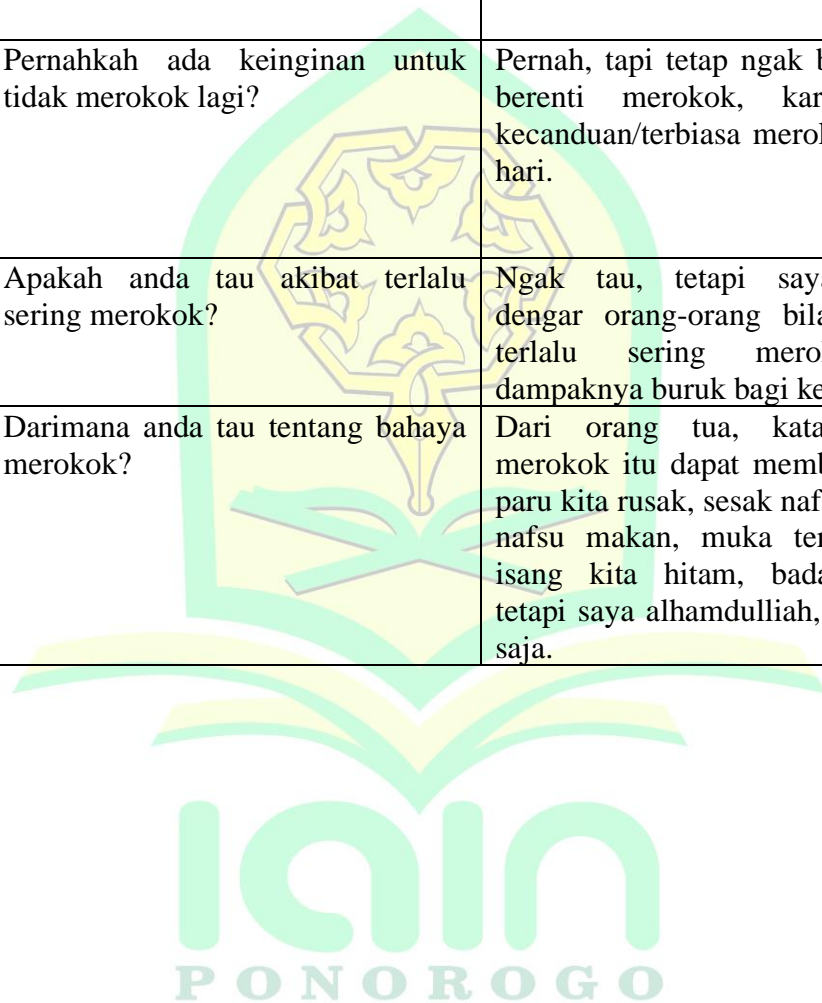 Pernahkah ada keinginan untuk
tidak merokok lagi?
Pernah, tapi tetap ngak
berenti merokok,
kecanduan/terbiasa
hari.
Apakah anda tau akibat terlalu
sering merokok?
Ngak tau, tetapi
dengar orang-orang
terlalu sering
dampaknya buruk bagi
Darimana anda tau tentang bahaya
merokok?
Dari orang tua,
merokok itu dapat
paru kita rusak, sesak
nafsu makan, muka
isang kita hitam,
tetapi saya alhamdulliah,
saja.
iain
PONOROGO